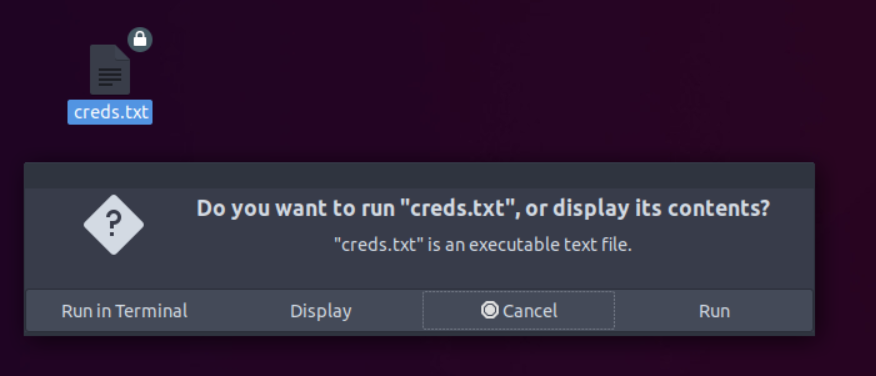 creds.txt
Do you want to run "creds.txt", or display its contents?
"creds.txt" is an executable text file.
Run in Terminal
Display
Cancel
Run